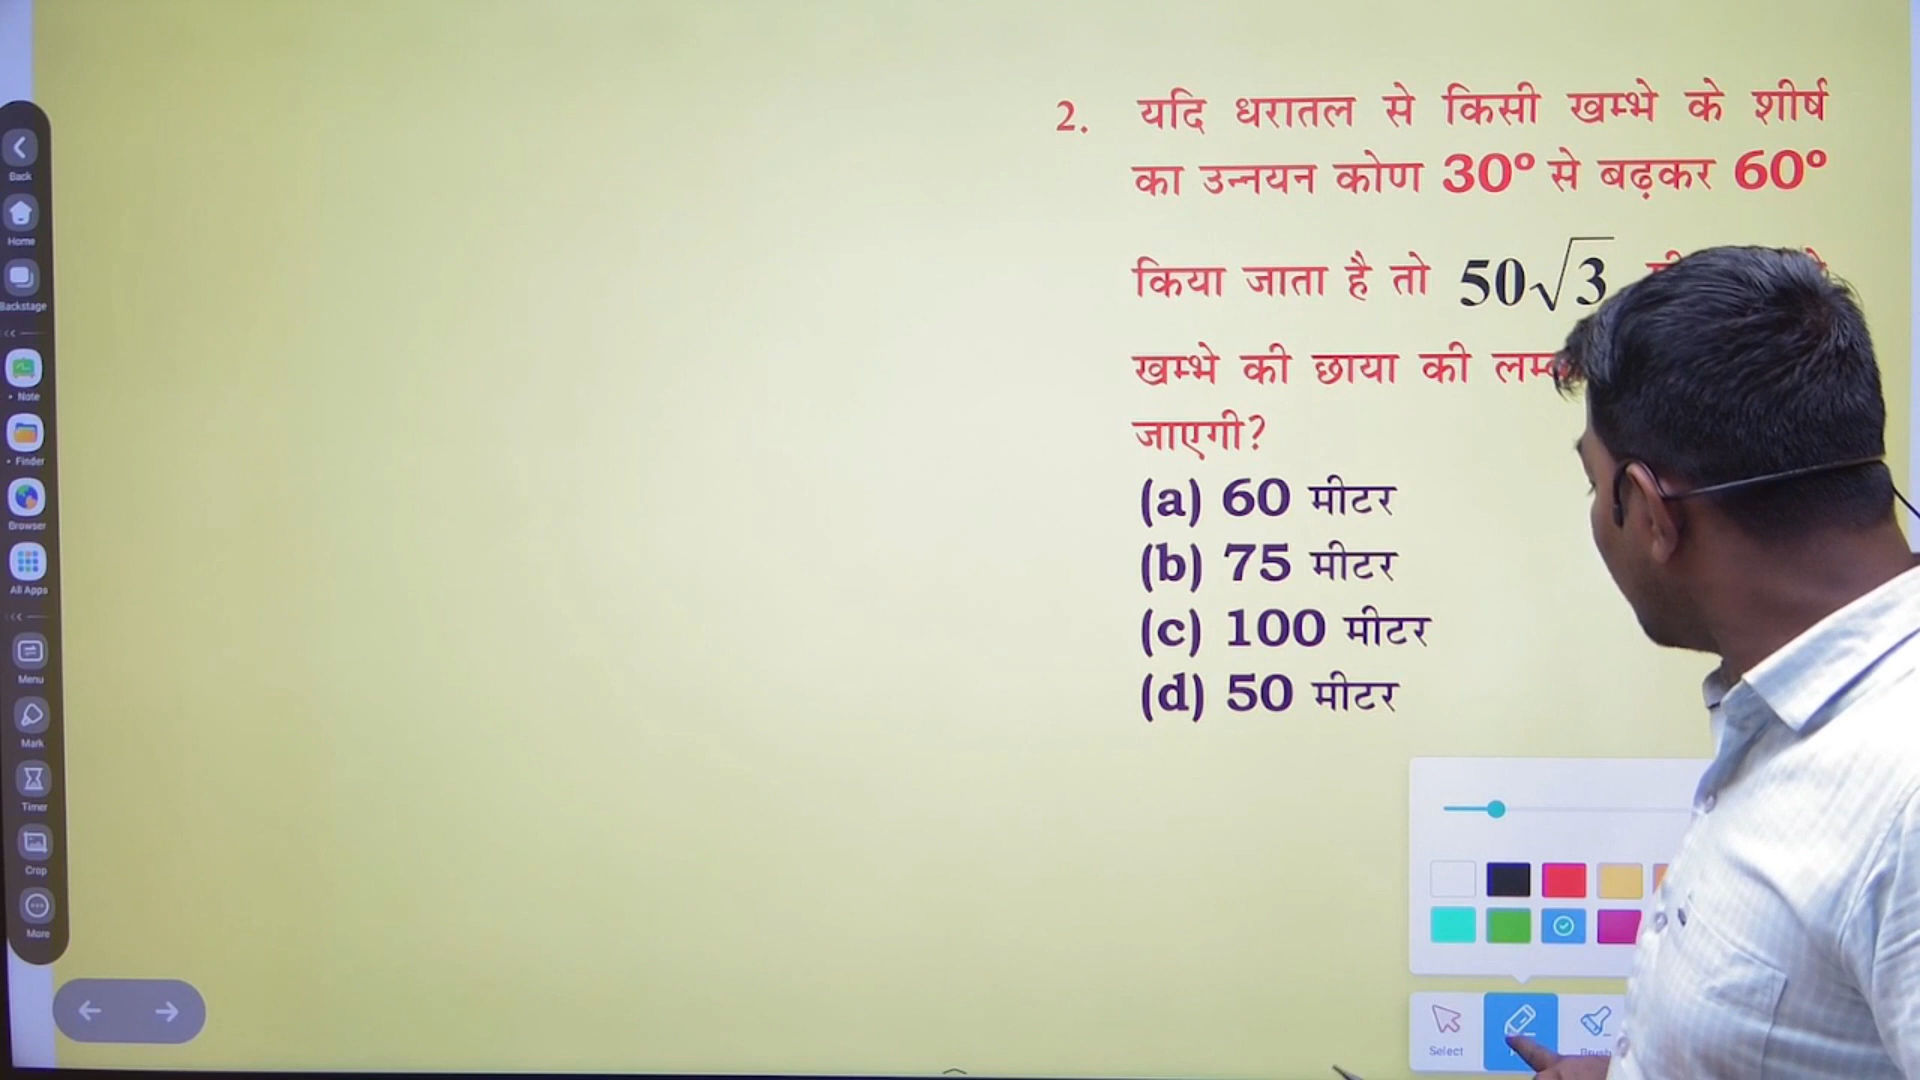 Back
Home
Backstage
Note
Finder
Browser
All Apps
Menu
Mark
Timer
Crop
More
2. यदि धरातल से किसी खम्भे के शीर्ष
का उन्नयन कोण 30° से बढ़कर 60°
किया जाता है तो 50√3
खम्भे की छाया की
जाएगी?
(a) 60 मीटर
(b) 75 मीटर
(c) 100 मीटर
(d) 50 मीटर
Select
Brush